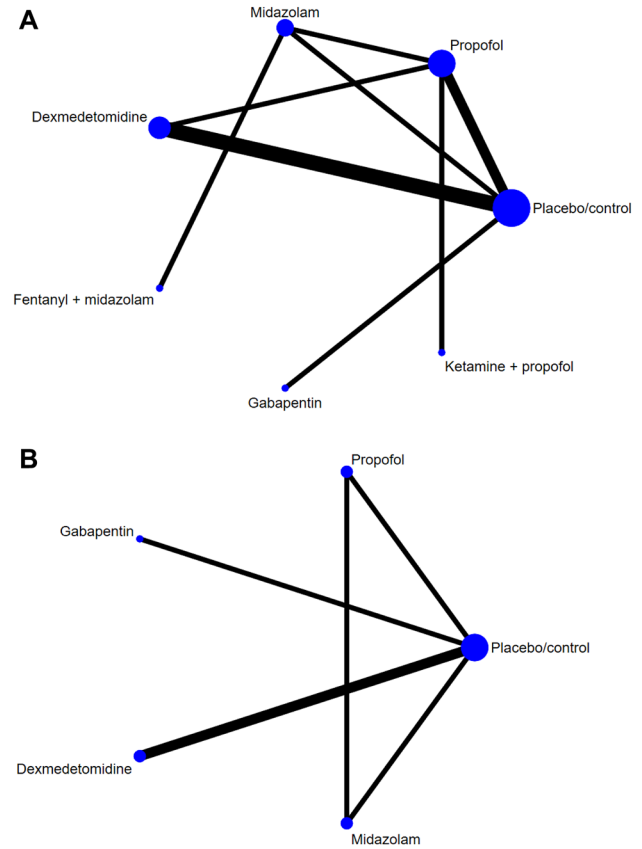 A
Midazolam
Propofol
Dexmedetomidine
Placebo/control
Fentanyl + midazolam
Ketamine + propofol
Gabapentin
B
Propofol
Gabapentin
Placebo/control
Dexmedetomidine
Midazolam